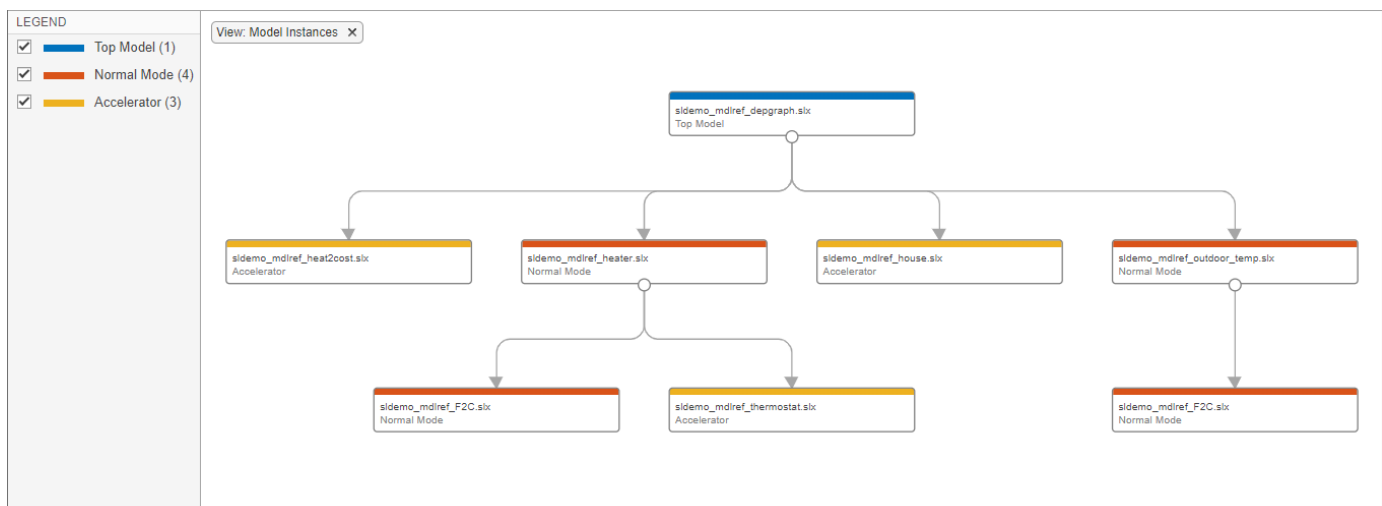 LEGEND
Top Model (1)
Normal Mode (4)
Accelerator (3)
View: Model Instances
sldemo_mdlref_depgraph.slx
Top Model
sldemo_mdlref_heat2cost.slx
Accelerator
sldemo_mdlref_heater.slx
Normal Mode
sldemo_mdlref_house.slx
Accelerator
sldemo_mdlref_outdoor_temp.slx
Normal Mode
sldemo_mdlref_F2C.slx
Normal Mode
sldemo_mdlref_thermostat.slx
Accelerator
sldemo_mdlref_F2C.slx
Normal Mode